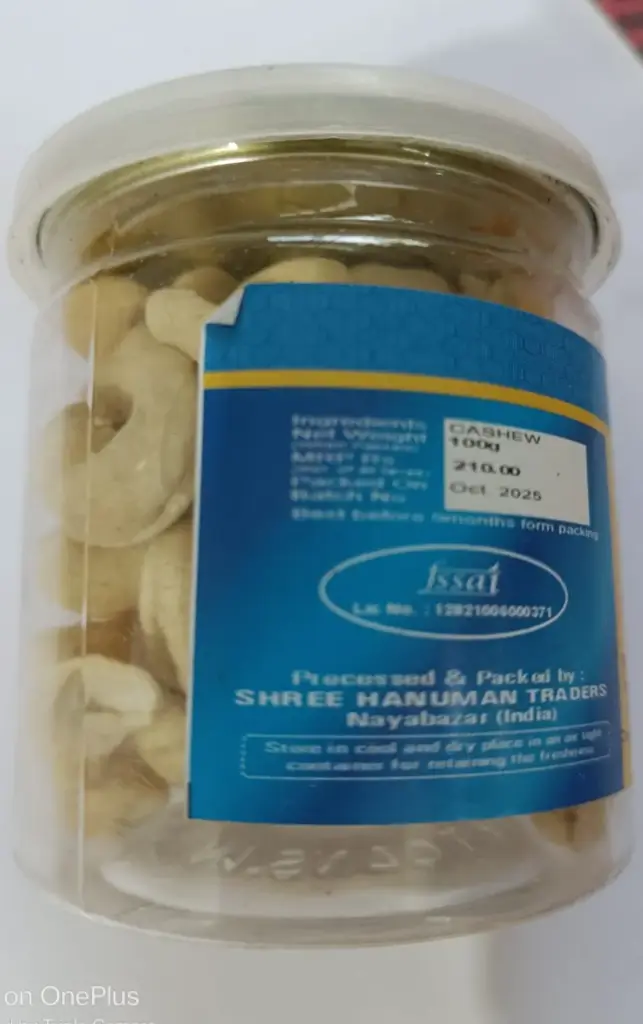 Ingredients CASHEW
Net Weight 100g
MRP Rs 210.00
Packed On Oct 2025
Batch No
Best before 6months form packing
fssai
Lic. No. : 12821006000371
Processed & Packed by :
SHREE HANUMAN TRADERS
Nayabazar (India)
Store in cool and dry place in an air tight
container for retaining the freshness
on OnePlus